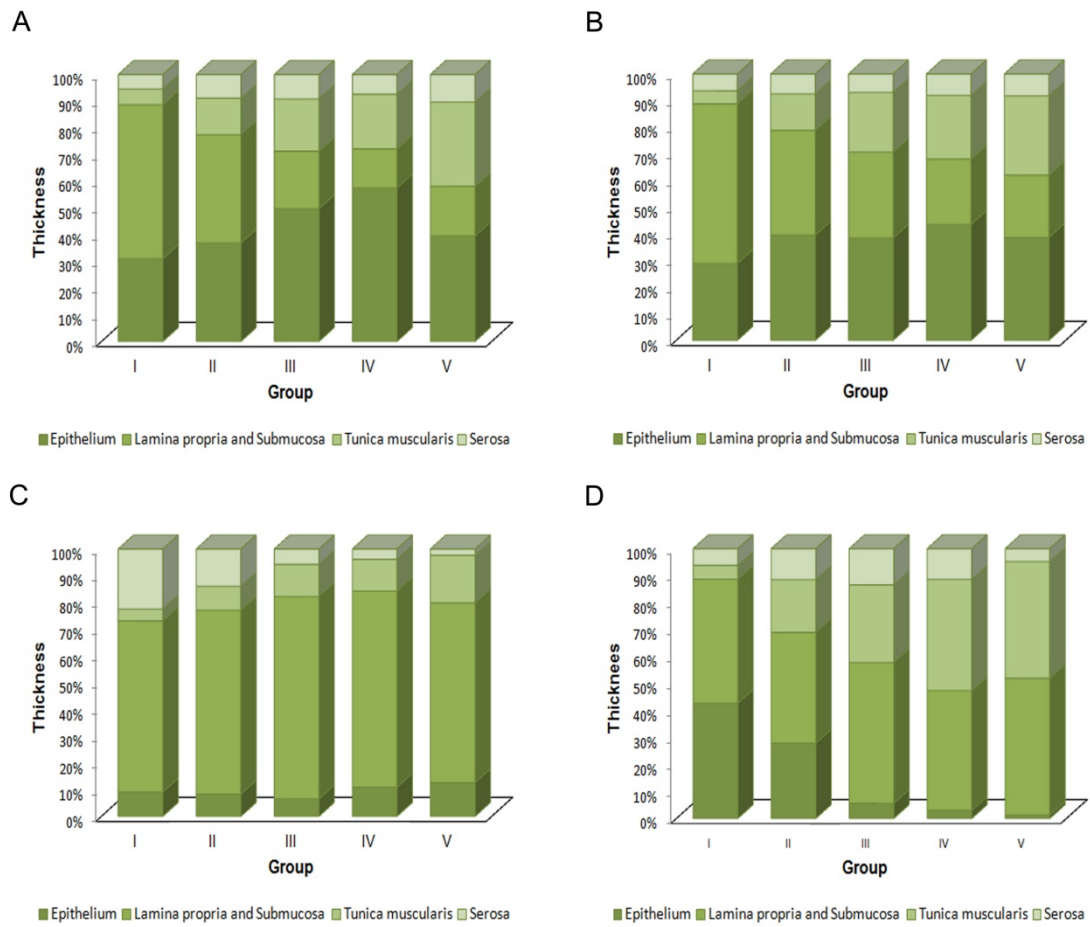 A
100%
90%
80%
70%
60%
50%
40%
30%
20%
10%
0%
Thickness
I II III IV V
Group
Epithelium Lamina propria and Submucosa Tunica muscularis Serosa
B
100%
90%
80%
70%
60%
50%
40%
30%
20%
10%
0%
Thickness
I II III IV V
Group
Epithelium Lamina propria and Submucosa Tunica muscularis Serosa
C
100%
90%
80%
70%
60%
50%
40%
30%
20%
10%
0%
Thickness
I II III IV V
Group
Epithelium Lamina propria and Submucosa Tunica muscularis Serosa
D
100%
90%
80%
70%
60%
50%
40%
30%
20%
10%
0%
Thicknees
I II III IV V
Group
Epithelium Lamina propria and Submucosa Tunica muscularis Serosa